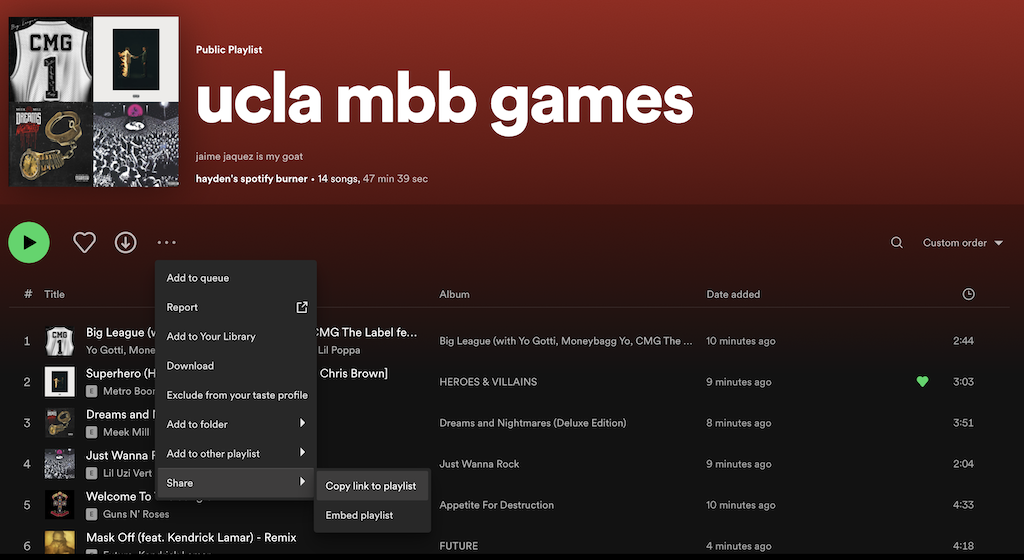 CMG
1
DREAMS
Public Playlist
ucla mbb games
jaime jaquez is my goat
hayden's spotify burner • 14 songs, 47 min 39 sec
Custom order
# Title Album Date added
Add to queue
Report
Add to Your Library
Download
Exclude from your taste profile
Add to folder
Add to other playlist
Share
Copy link to playlist
Embed playlist
1 Big League (w CMG The Label fe... Big League (with Yo Gotti, Moneybagg Yo, CMG The ... 10 minutes ago 2:44
Yo Gotti, Mone Lil Poppa
2 Superhero (H Chris Brown] HEROES & VILLAINS 9 minutes ago 3:03
E Metro Boor
3 Dreams and Dreams and Nightmares (Deluxe Edition) 8 minutes ago 3:51
E Meek Mill
4 Just Wanna Just Wanna Rock 9 minutes ago 2:04
E Lil Uzi Vert
5 Welcome To Appetite For Destruction 10 minutes ago 4:33
E Guns N' Roses
6 Mask Off (feat. Kendrick Lamar) - Remix FUTURE 4 minutes ago 4:18
Future, Kendrick Lamar